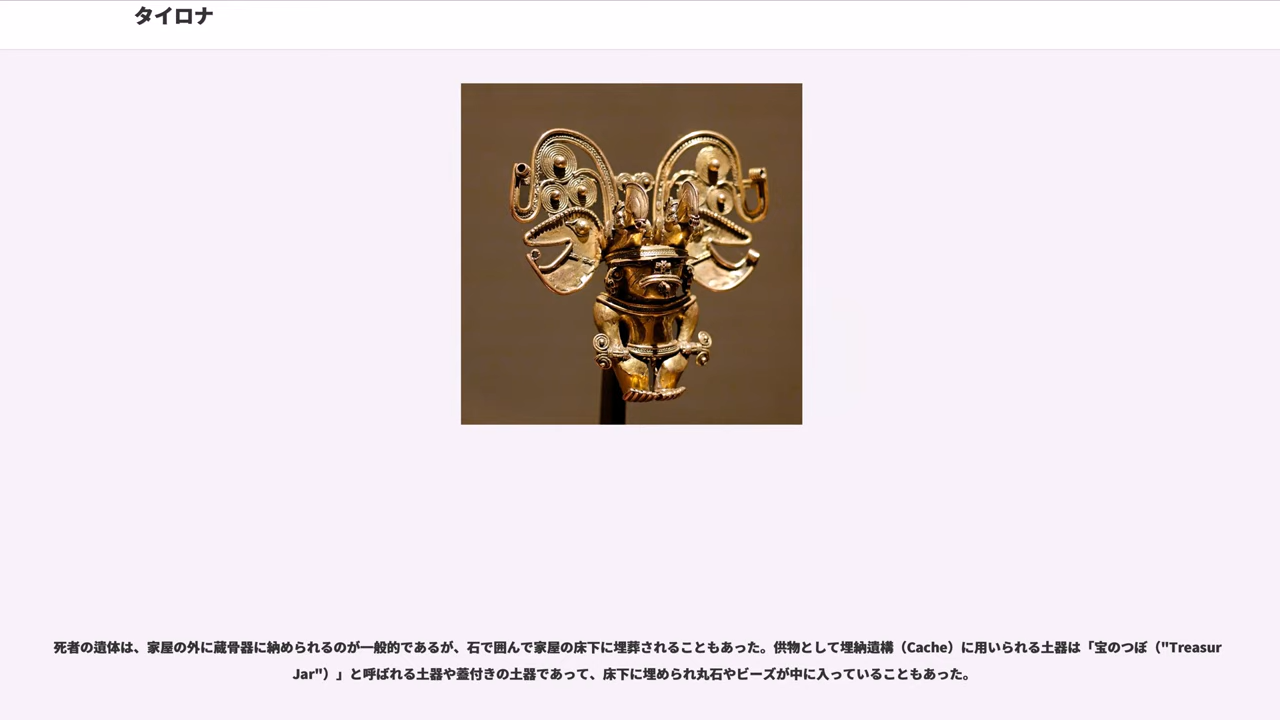 タイロナ
死者の遺体は、家屋の外に蔵骨器に納められるのが一般的であるが、石で囲んで家屋の床下に埋葬されることもあった。供物として埋納遺構（Cache）に用いられる土器は「宝のつぼ（"Treasur
Jar"）」と呼ばれる土器や蓋付きの土器であって、床下に埋められ丸石やビーズが中に入っていることもあった。